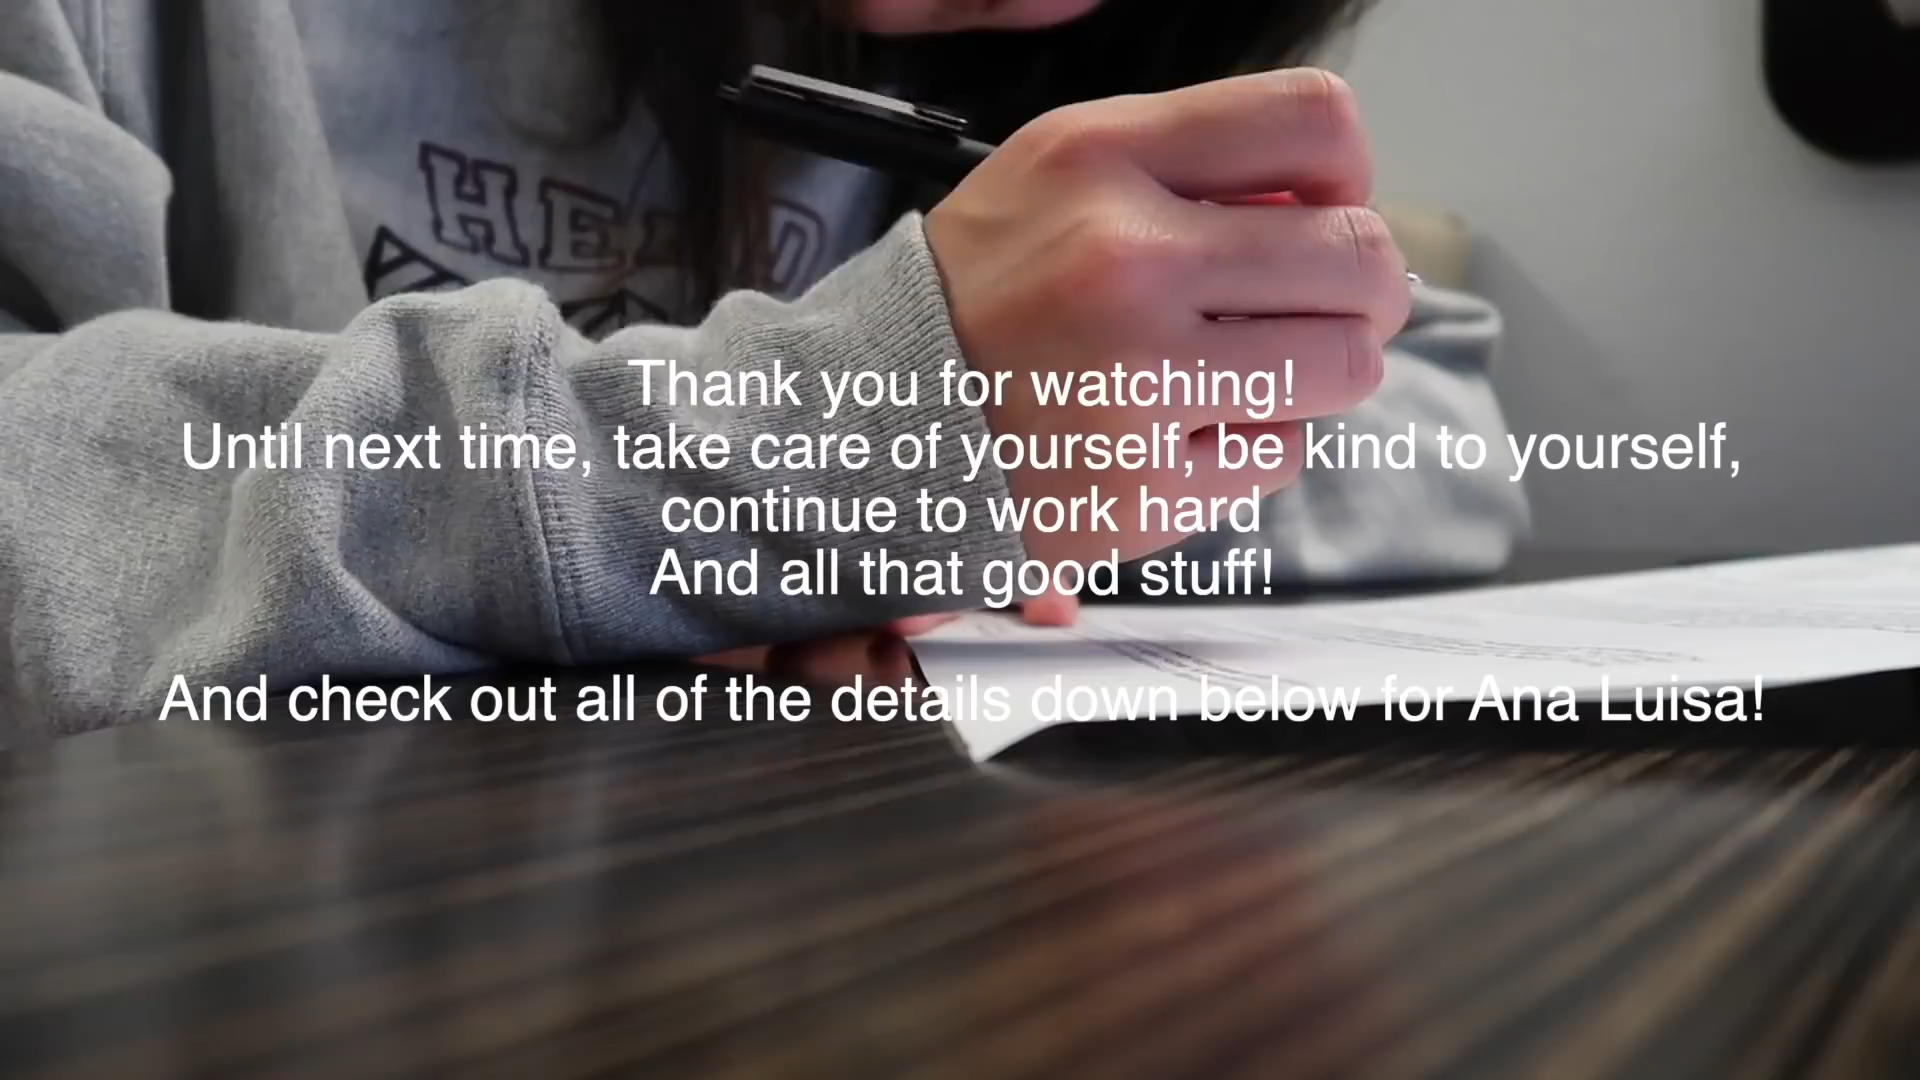 HE
Thank you for watching!
Until next time, take care of yourself, be kind to yourself,
continue to work hard
And all that good stuff!
And check out all of the details down below for Ana Luisa!